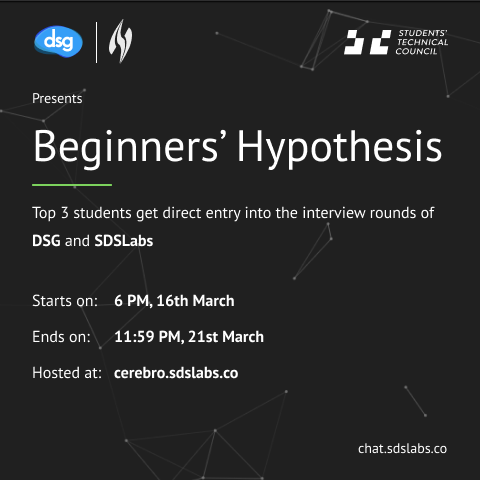 dsg
STUDENTS'
TECHNICAL
COUNCIL
Presents
Beginners’ Hypothesis
Top 3 students get direct entry into the interview rounds of
DSG and SDSLabs
Starts on: 6 PM, 16th March
Ends on: 11:59 PM, 21st March
Hosted at: cerebro.sdslabs.co
chat.sdslabs.co